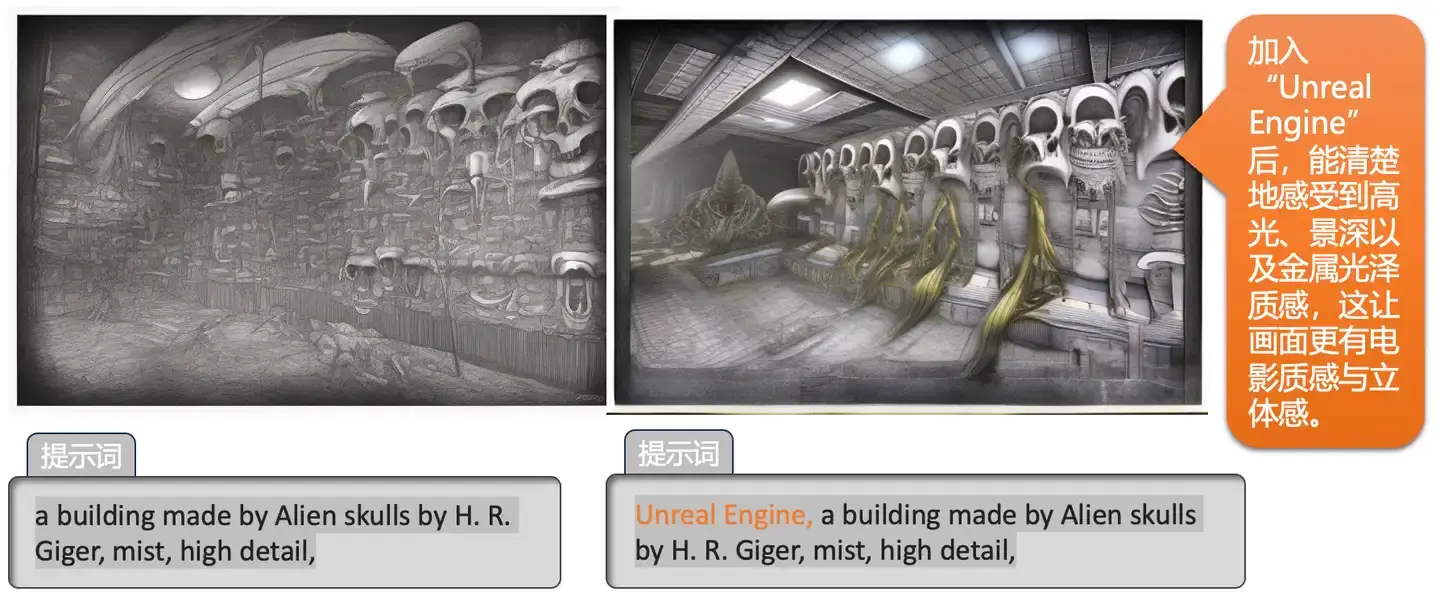 加入
“Unreal
Engine”
后，能清楚
地感受到高
光、景深以
及金属光泽
质感，这让
画面更有电
影质感与立
体感。
提示词
a building made by Alien skulls by H. R.
Giger, mist, high detail,
提示词
Unreal Engine, a building made by Alien skulls
by H. R. Giger, mist, high detail,